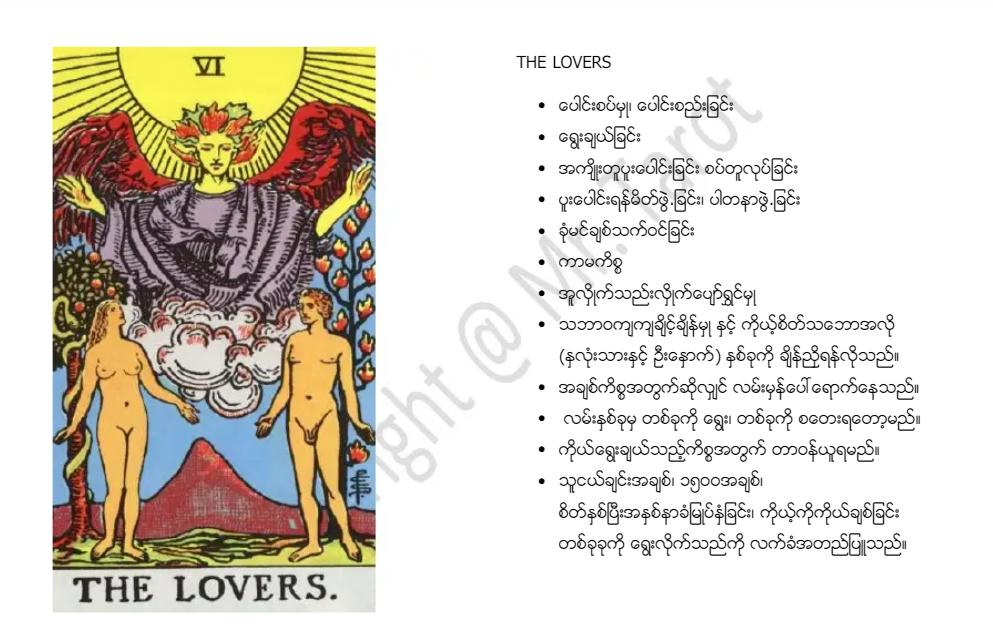 VI
THE LOVERS.
THE LOVERS
• ပေါင်းစပ်မှု၊ ပေါင်းစည်းခြင်း
• ရွေးချယ်ခြင်း
• အကျိုးတူပူးပေါင်းခြင်း စပ်တူလုပ်ခြင်း
• ပူးပေါင်းရန်မိတ်ဖွဲ့.ခြင်း၊ ပါတနာဖွဲ.ခြင်း
• ခုံမင်ချစ်သက်ဝင်ခြင်း
• ကာမကိစ္စ
• အူလှိုက်သည်းလှိုက်ပျော်ရွှင်မှု
• သဘာဝကျကျချိုင့်ချိန်မှု နှင့် ကိုယ့်စိတ်သဘောအလို
(နှလုံးသားနှင့် ဦးနှောက်) နှစ်ခုကို ချိန်ညှိရန်လိုသည်။
• အချစ်ကိစ္စအတွက်ဆိုလျှင် လမ်းမှန်ပေါ်ရောက်နေသည်။
• လမ်းနှစ်ခုမှ တစ်ခုကို ရွေး၊ တစ်ခုကို စတေးရတော့မည်။
• ကိုယ်ရွေးချယ်သည့်ကိစ္စအတွက် တာဝန်ယူရမည်။
• သူငယ်ချင်းအချစ်၊ ၁၅၀၀အချစ်၊
စိတ်နှစ်ပြီးအနှစ်နာခံမြှုပ်နှံခြင်း၊ ကိုယ့်ကိုကိုယ်ချစ်ခြင်း
တစ်ခုခုကို ရွေးလိုက်သည်ကို လက်ခံအတည်ပြုသည်။
ight @ Mr. Tarot